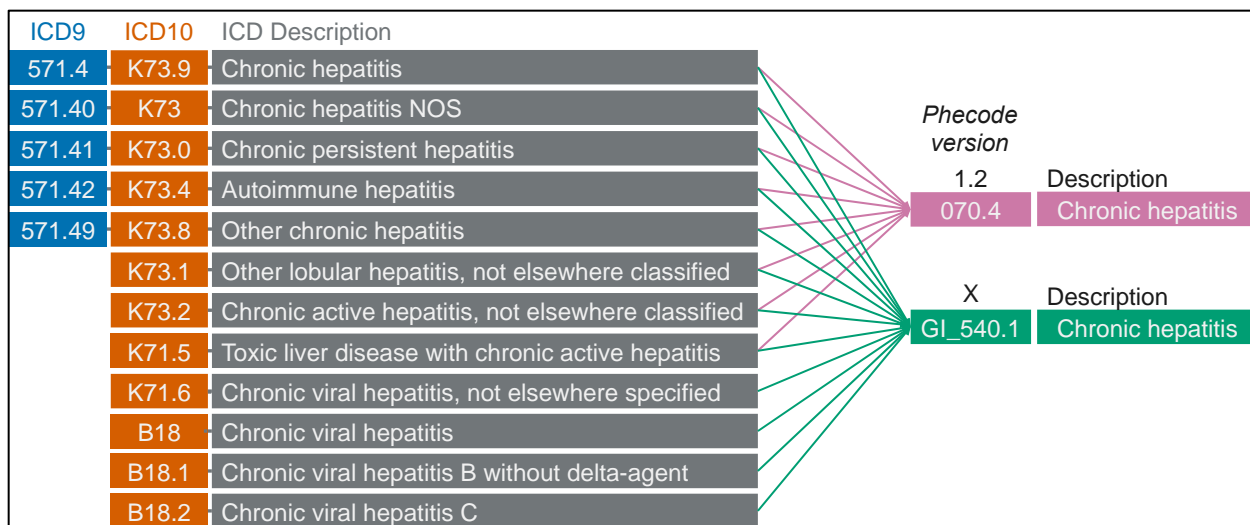 ICD9 ICD10 ICD Description
571.4 K73.9 Chronic hepatitis
571.40 K73 Chronic hepatitis NOS
571.41 K73.0 Chronic persistent hepatitis
571.42 K73.4 Autoimmune hepatitis
571.49 K73.8 Other chronic hepatitis
K73.1 Other lobular hepatitis, not elsewhere classified
K73.2 Chronic active hepatitis, not elsewhere classified
K71.5 Toxic liver disease with chronic active hepatitis
K71.6 Chronic viral hepatitis, not elsewhere specified
B18 Chronic viral hepatitis
B18.1 Chronic viral hepatitis B without delta-agent
B18.2 Chronic viral hepatitis C
Phecode
version
1.2 Description
070.4 Chronic hepatitis
X Description
GI_540.1 Chronic hepatitis